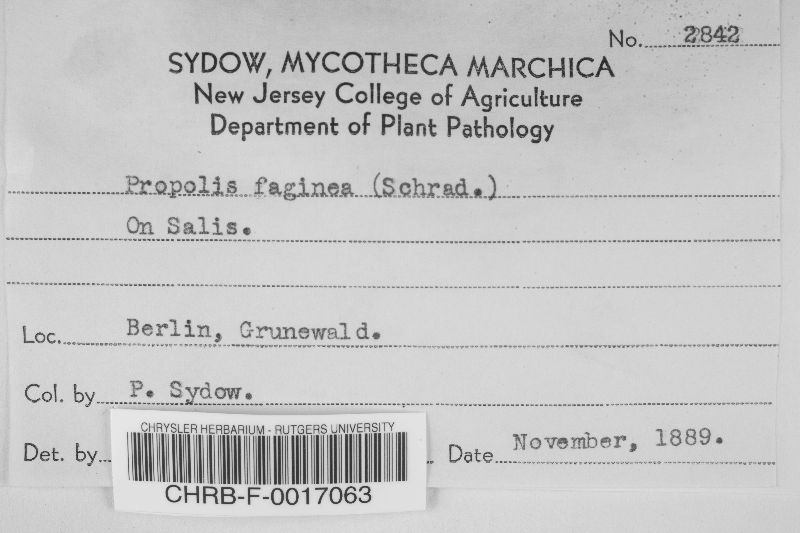 No. 2842
SYDOW, MYCOTHECA MARCHICA
New Jersey College of Agriculture
Department of Plant Pathology
Propolis faginea (Schrad.)
On Salis.
Loc. Berlin, Grunewald.
Col. by P. Sydow.
Det. by
Date November, 1889.
CHRYSLER HERBARIUM - RUTGERS UNIVERSITY
CHRB-F-0017063